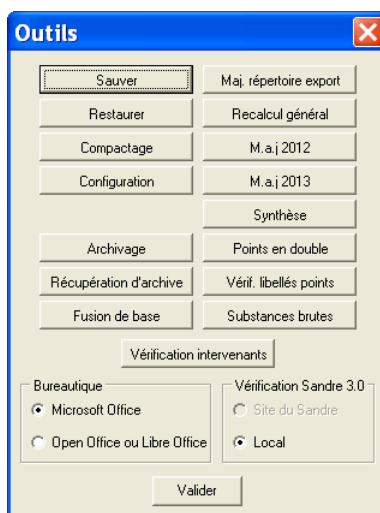 Outils
Sauver Maj. répertoire export
Restaurer Recalcul général
Compactage M.a.j 2012
Configuration M.a.j 2013
Synthèse
Archivage Points en double
Récupération d'archive Vérif. libellés points
Fusion de base Substances brutes
Vérification intervenants
Bureautique Vérification Sandre 3.0
Microsoft Office Site du Sandre
Open Office ou Libre Office Local
Valider